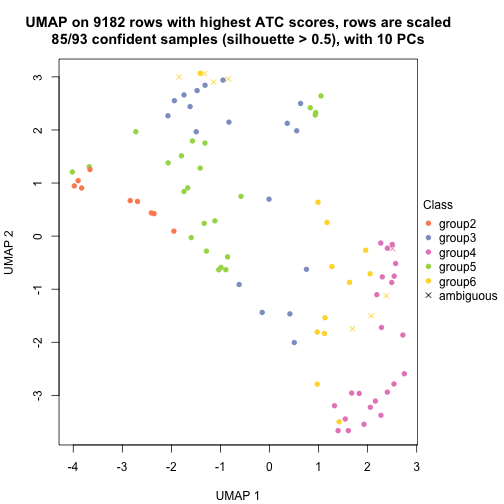 UMAP on 9182 rows with highest ATC scores, rows are scaled
85/93 confident samples (silhouette > 0.5), with 10 PCs
UMAP 2
3
2
1
0
-1
-2
-3
-4
-3
-2
-1
0
1
2
3
UMAP 1
Class
group2
group3
group4
group5
group6
ambiguous